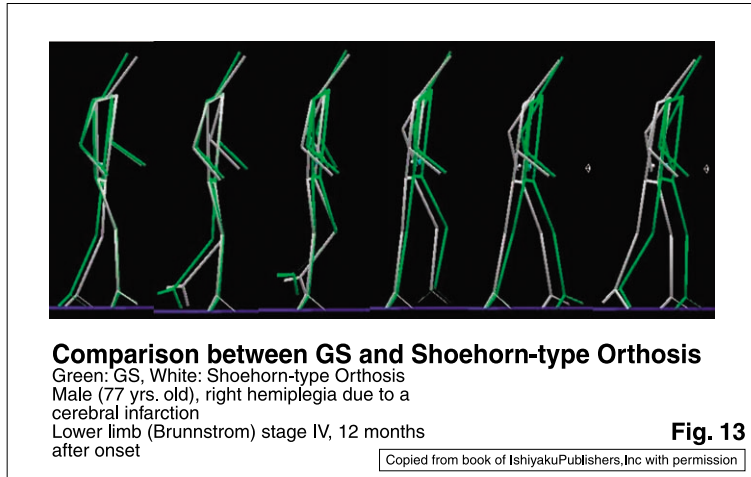 Comparison between GS and Shoehorn-type Orthosis
Green: GS, White: Shoehorn-type Orthosis
Male (77 yrs. old), right hemiplegia due to a
cerebral infarction
Lower limb (Brunnstrom) stage IV, 12 months
after onset
Fig. 13
Copied from book of IshiyakuPublishers,Inc with permission